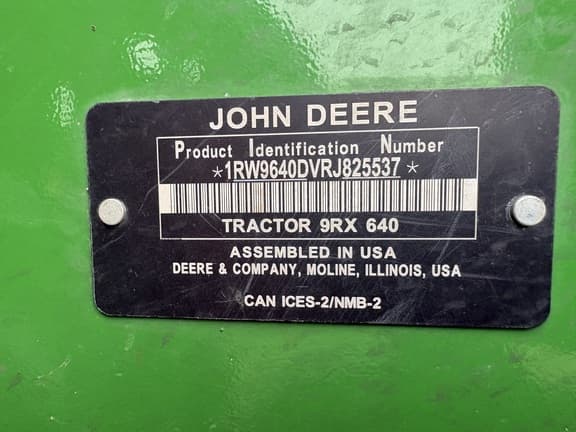 JOHN DEERE
Product Identification Number
*1RW9640DVRJ825537*
TRACTOR 9RX 640
ASSEMBLED IN USA
DEERE & COMPANY, MOLINE, ILLINOIS, USA
CAN ICES-2/NMB-2